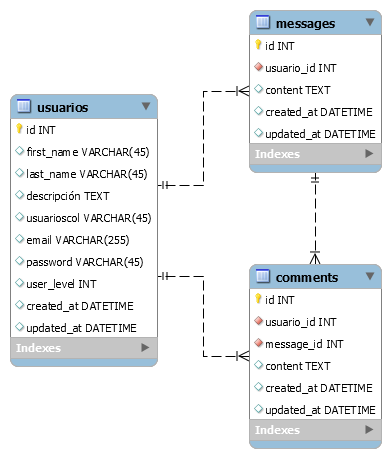 usuarios
id INT
first_name VARCHAR(45)
last_name VARCHAR(45)
descripción TEXT
usuarioscol VARCHAR(45)
email VARCHAR(255)
password VARCHAR(45)
user_level INT
created_at DATETIME
updated_at DATETIME
Indexes
messages
id INT
usuario_id INT
content TEXT
created_at DATETIME
updated_at DATETIME
Indexes
comments
id INT
usuario_id INT
message_id INT
content TEXT
created_at DATETIME
updated_at DATETIME
Indexes